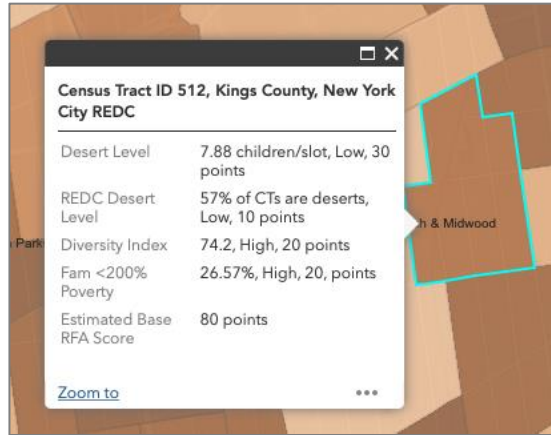 Census Tract ID 512, Kings County, New York
City REDC
Desert Level 7.88 children/slot, Low, 30
points
REDC Desert 57% of CTs are deserts,
Level Low, 10 points
Diversity Index 74.2, High, 20 points
Fam <200% 26.57%, High, 20, points
Poverty
Estimated Base 80 points
RFA Score
Zoom to
h & Midwood
Park